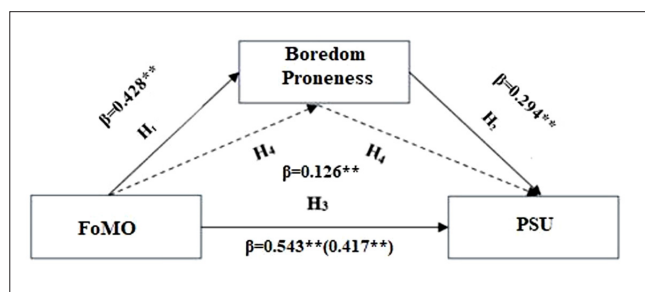 Boredom
Proneness
β=0.428**
H₁
β=0.294**
H₂
H₄
H₄
β=0.126**
FoMO
H₃
PSU
β=0.543**(0.417**)